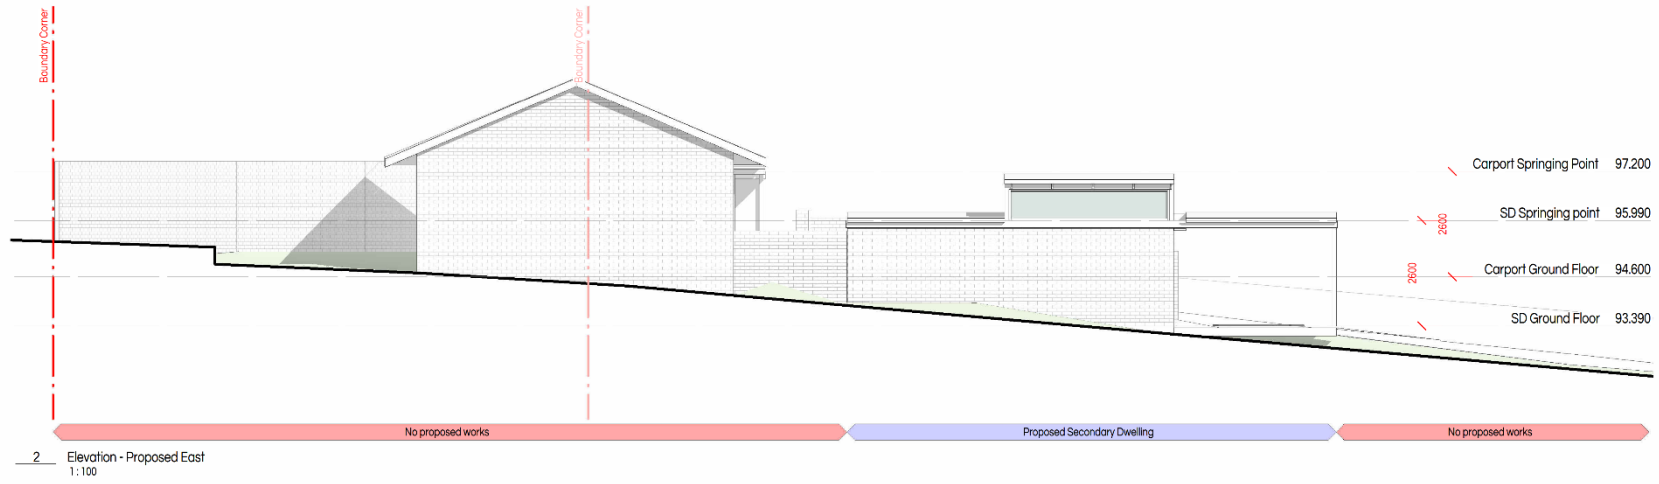 Boundary Corner
Boundary Corner
Carport Springing Point 97.200
SD Springing point 95.990
2600
Carport Ground Floor 94.600
2600
SD Ground Floor 93.390
No proposed works
Proposed Secondary Dwelling
No proposed works
2 Elevation - Proposed East
1 : 100